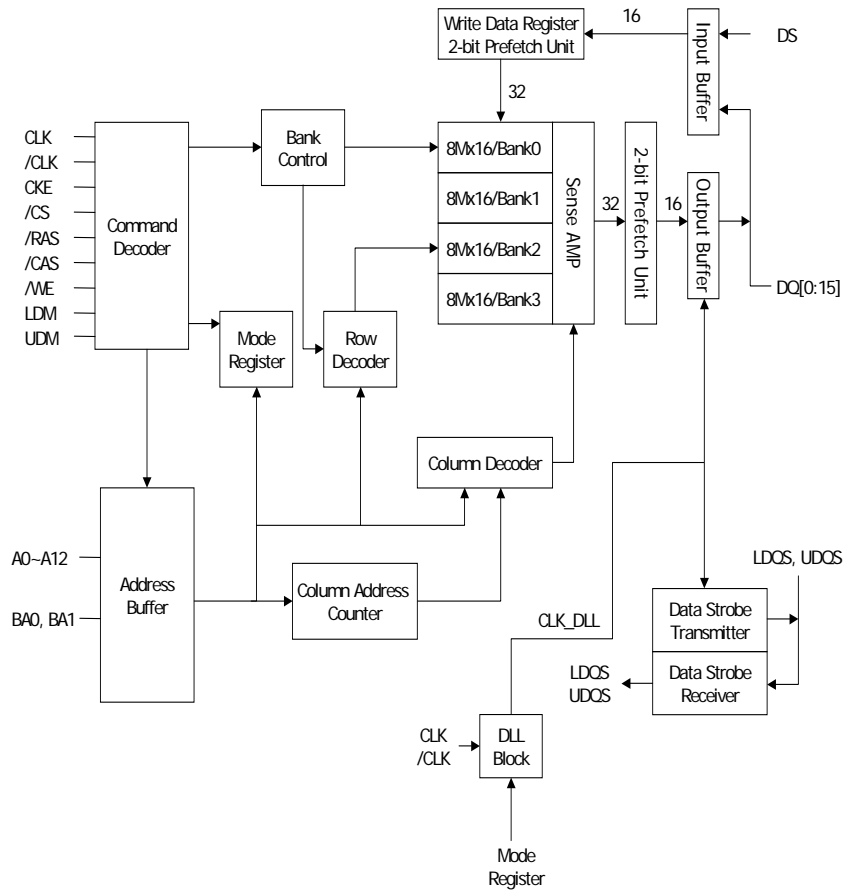 Write Data Register
2-bit Prefetch Unit
16
Input Buffer
DS
32
CLK
/CLK
CKE
/CS
/RAS
/CAS
/WE
LDM
UDM
Command
Decoder
Bank
Control
8Mx16/Bank0
8Mx16/Bank1
8Mx16/Bank2
8Mx16/Bank3
Sense AMP
32
2-bit Prefetch Unit
16
Output Buffer
DQ[0:15]
Mode
Register
Row
Decoder
Column Decoder
A0~A12
BA0, BA1
Address
Buffer
Column Address
Counter
CLK_DLL
LDQS, UDQS
Data Strobe
Transmitter
Data Strobe
Receiver
LDQS
UDQS
CLK
/CLK
DLL
Block
Mode
Register